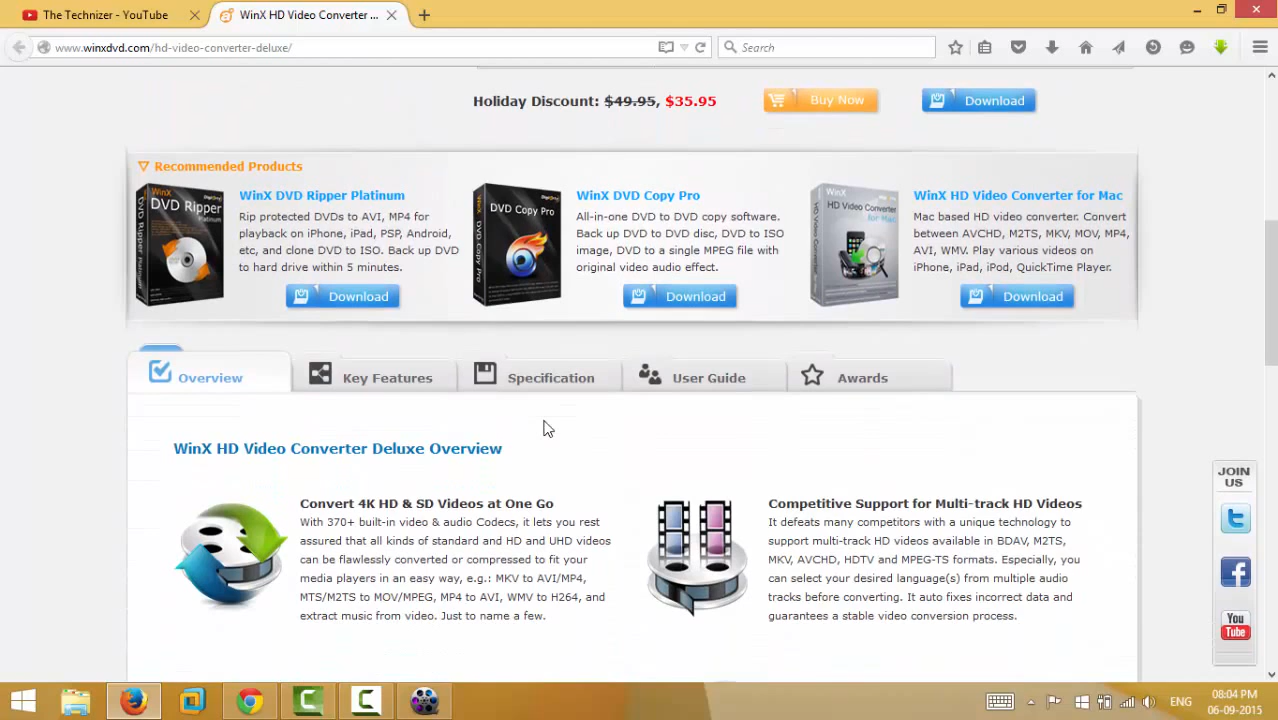 The Technizer - YouTube
WinX HD Video Converter ...
www.winxdvd.com/hd-video-converter-deluxe/
Search
Holiday Discount: $49.95, $35.95
Buy Now
Download
Recommended Products
WinX DVD Ripper Platinum
Rip protected DVDs to AVI, MP4 for
playback on iPhone, iPad, PSP, Android,
etc, and clone DVD to ISO. Back up DVD
to hard drive within 5 minutes.
Download
WinX DVD Copy Pro
All-in-one DVD to DVD copy software.
Back up DVD to DVD disc, DVD to ISO
image, DVD to a single MPEG file with
original video audio effect.
Download
WinX HD Video Converter for Mac
Mac based HD video converter. Convert
between AVCHD, M2TS, MKV, MOV, MP4,
AVI, WMV. Play various videos on
iPhone, iPad, iPod, QuickTime Player.
Download
WinX
DVD Ripper
Platinum
DVD Copy Pro
WinX
HD Video Converter
for Mac
Overview
Key Features
Specification
User Guide
Awards
WinX HD Video Converter Deluxe Overview
Convert 4K HD & SD Videos at One Go
With 370+ built-in video & audio Codecs, it lets you rest
assured that all kinds of standard and HD and UHD videos
can be flawlessly converted or compressed to fit your
media players in an easy way, e.g.: MKV to AVI/MP4,
MTS/M2TS to MOV/MPEG, MP4 to AVI, WMV to H264, and
extract music from video. Just to name a few.
Competitive Support for Multi-track HD Videos
It defeats many competitors with a unique technology to
support multi-track HD videos available in BDAV, M2TS,
MKV, AVCHD, HDTV and MPEG-TS formats. Especially, you
can select your desired language(s) from multiple audio
tracks before converting. It auto fixes incorrect data and
guarantees a stable video conversion process.
JOIN
US
You
Tube
ENG
08:04 PM
06-09-2015